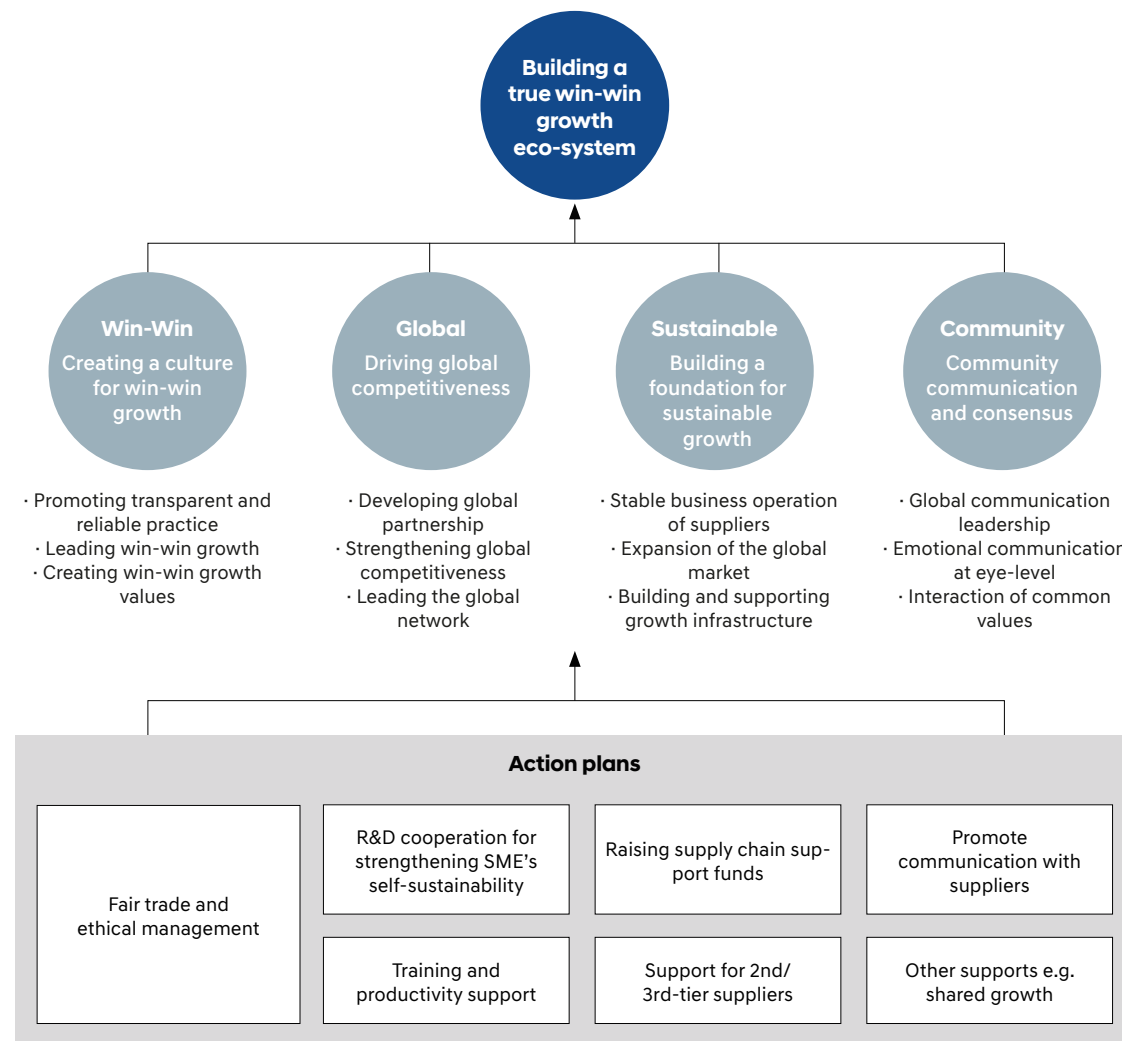 Building a
true win-win
growth
eco-system
Win-Win
Creating a culture
for win-win
growth
Global
Driving global
competitiveness
Sustainable
Building a
foundation for
sustainable
growth
Community
Community
communication
and consensus
· Promoting transparent and
reliable practice
· Leading win-win growth
· Creating win-win growth
values
· Developing global
partnership
· Strengthening global
competitiveness
· Leading the global
network
· Stable business operation
of suppliers
· Expansion of the global
market
· Building and supporting
growth infrastructure
· Global communication
leadership
· Emotional communication
at eye-level
· Interaction of common
values
Action plans
Fair trade and
ethical management
R&D cooperation for
strengthening SME’s
self-sustainability
Raising supply chain sup-
port funds
Promote
communication with
suppliers
Training and
productivity support
Support for 2nd/
3rd-tier suppliers
Other supports e.g.
shared growth